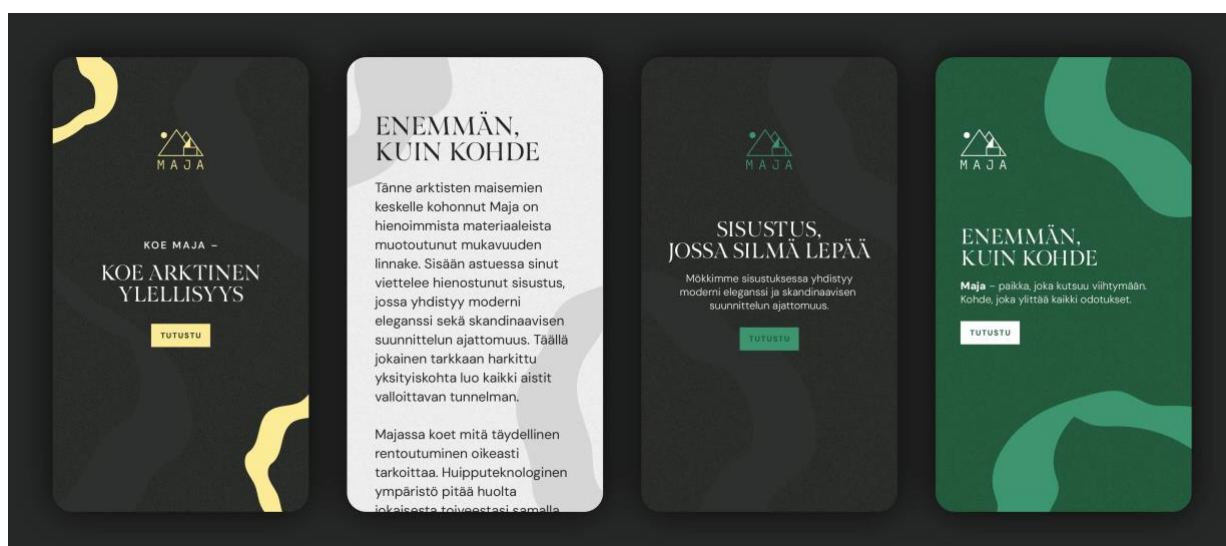 MAJA
KOE MAJA –
KOE ARKTINEN
YLELLISYYS
TUTUSTU
ENEMMÄN,
KUIN KOHDE
Tänne arktisten maisemien
keskelle kohonnut Maja on
hienoimmista materiaaleista
muotoutunut mukavuuden
linnake. Sisään astuessa sinut
viettelee hienostunut sisustus,
jossa yhdistyy moderni
eleganssi sekä skandinaavisen
suunnittelun ajattomuus. Täällä
jokainen tarkkaan harkittu
yksityiskohta luo kaikki aistit
valloittavan tunnelman.
Majassa koet mitä täydellinen
rentoutuminen oikeasti
tarkoittaa. Huipputeknologinen
ympäristö pitää huolta
jokaisesta toiveestasi samalla
MAJA
SISUSTUS,
JOSSA SILMÄ LEPÄÄ
Mökkimme sisustuksessa yhdistyy
moderni eleganssi ja skandinaavisen
suunnittelun ajattomuus.
TUTUSTU
MAJA
ENEMMÄN,
KUIN KOHDE
Maja – paikka, joka kutsuu viihtymään.
Kohde, joka ylittää kaikki odotukset.
TUTUSTU